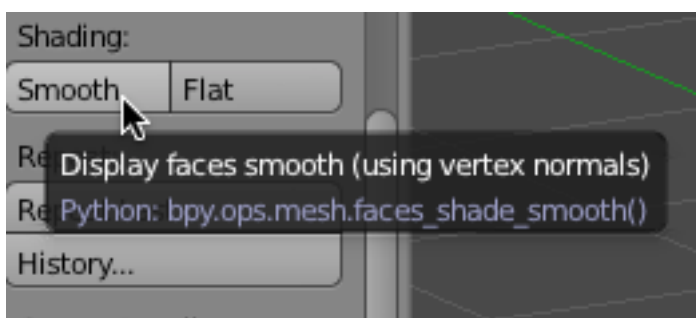 Shading:
Smooth Flat
Display faces smooth (using vertex normals)
Python: bpy.ops.mesh.faces_shade_smooth()
History...